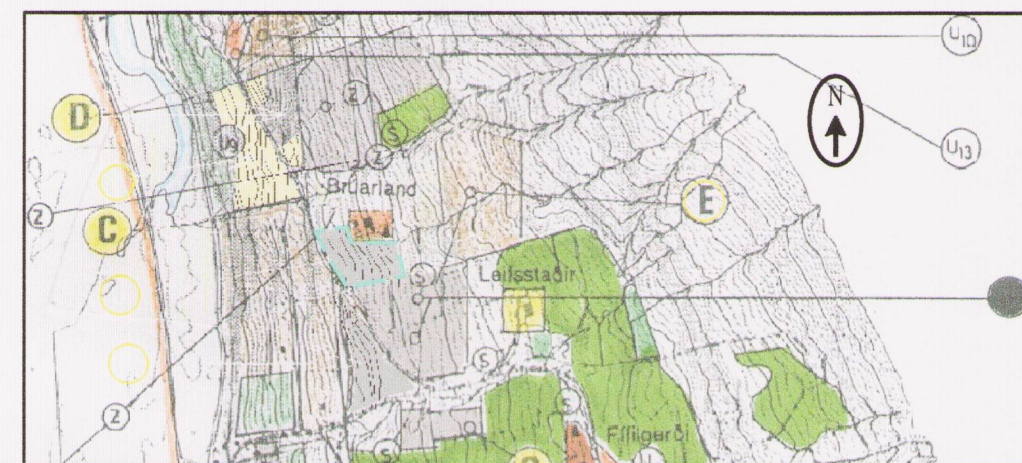 U10
N
Z
D
S
U9
Z
U13
Brúarland
E
Z
C
S
Leifsstaðir
S
Z
S
Fífilgerði
S